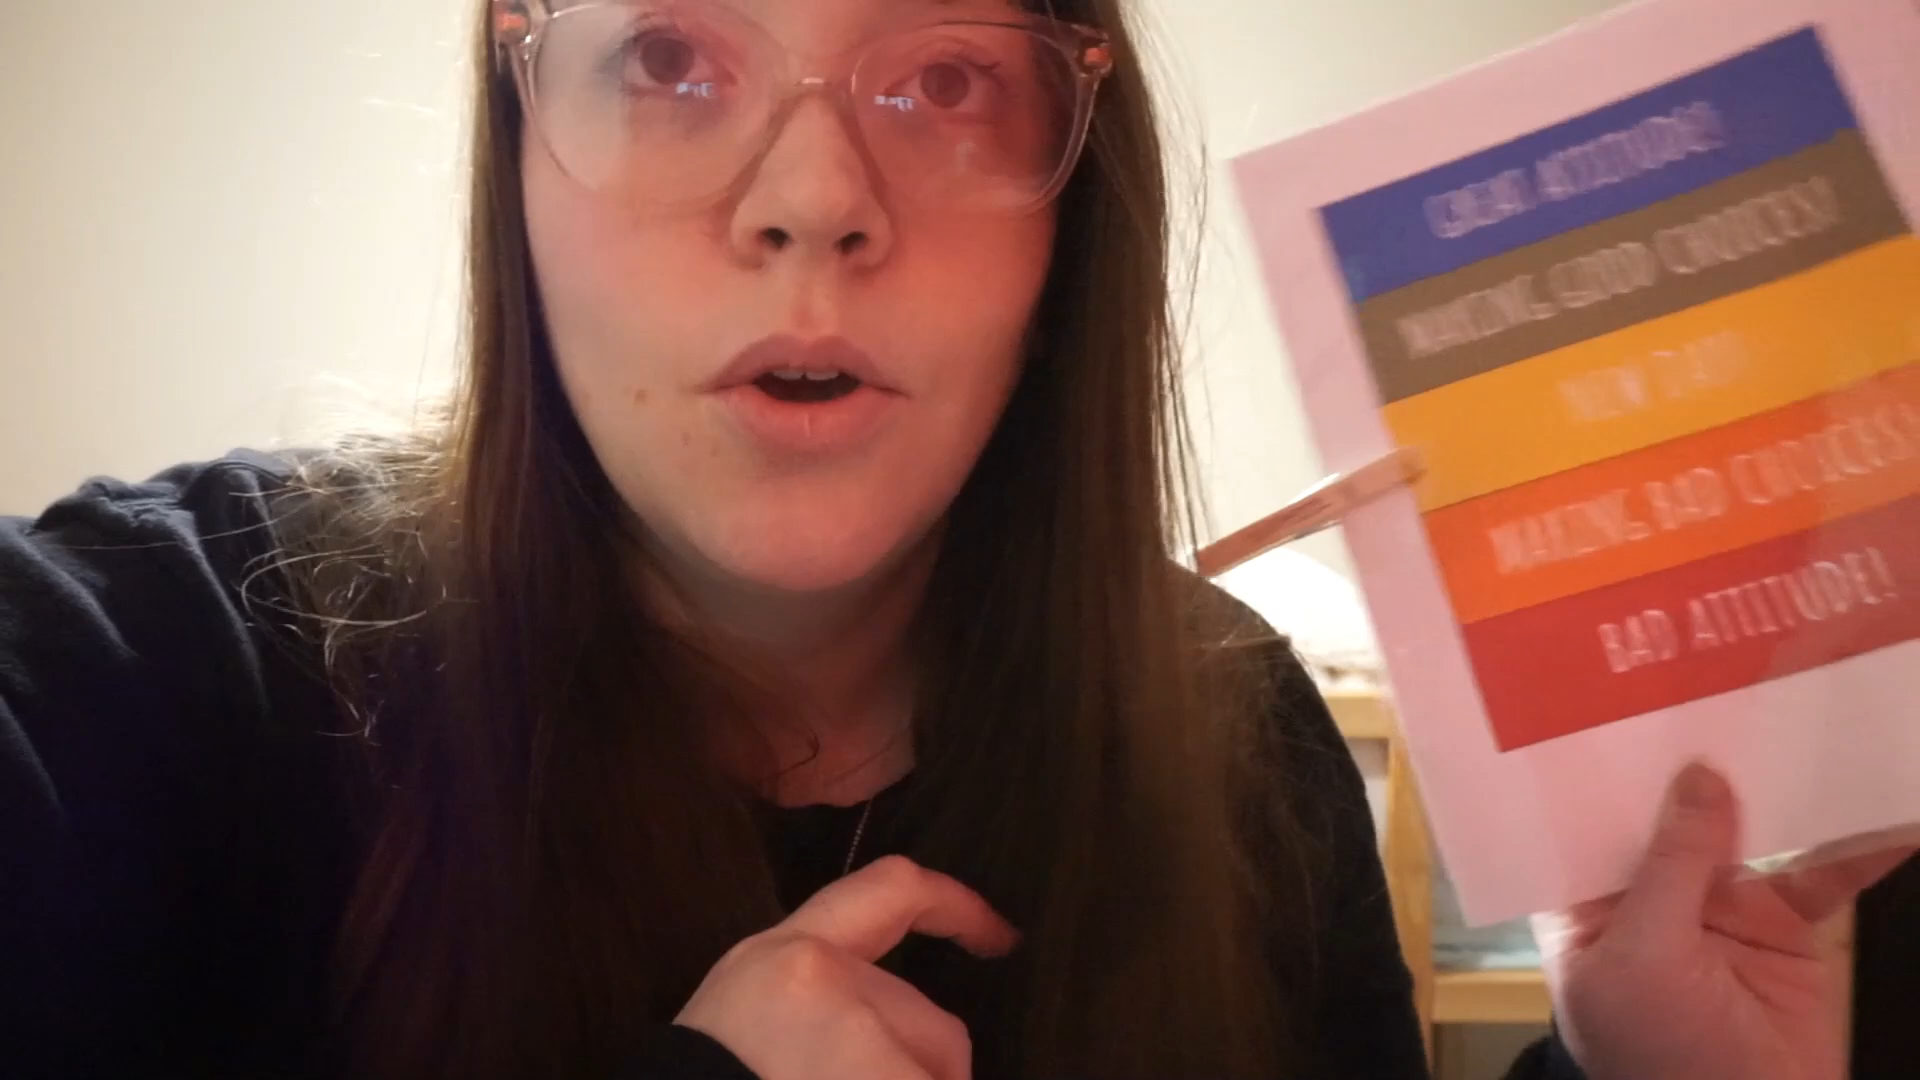 GREAT ATTITUDE!
MAKING GOOD CHOICES!
NEW DAY!
MAKING BAD CHOICES!
BAD ATTITUDE!